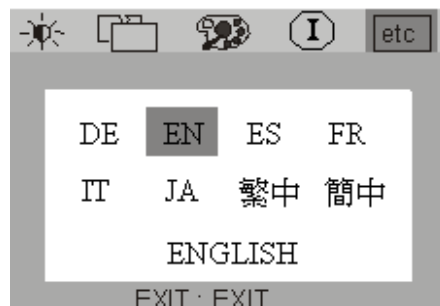 I etc
DE EN ES FR
IT JA 繁中 簡中
ENGLISH
EXIT : EXIT